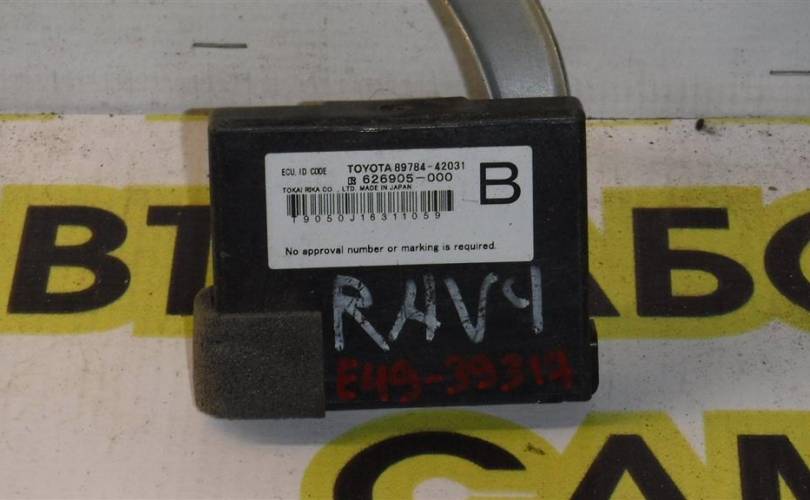 ECU. ID CODE TOYOTA 89784-42031
626905-000
B
TOKAI RIKA CO., LTD. MADE IN JAPAN
T9050J16311059
No approval number or marking is required.
RAV4
E49-39317